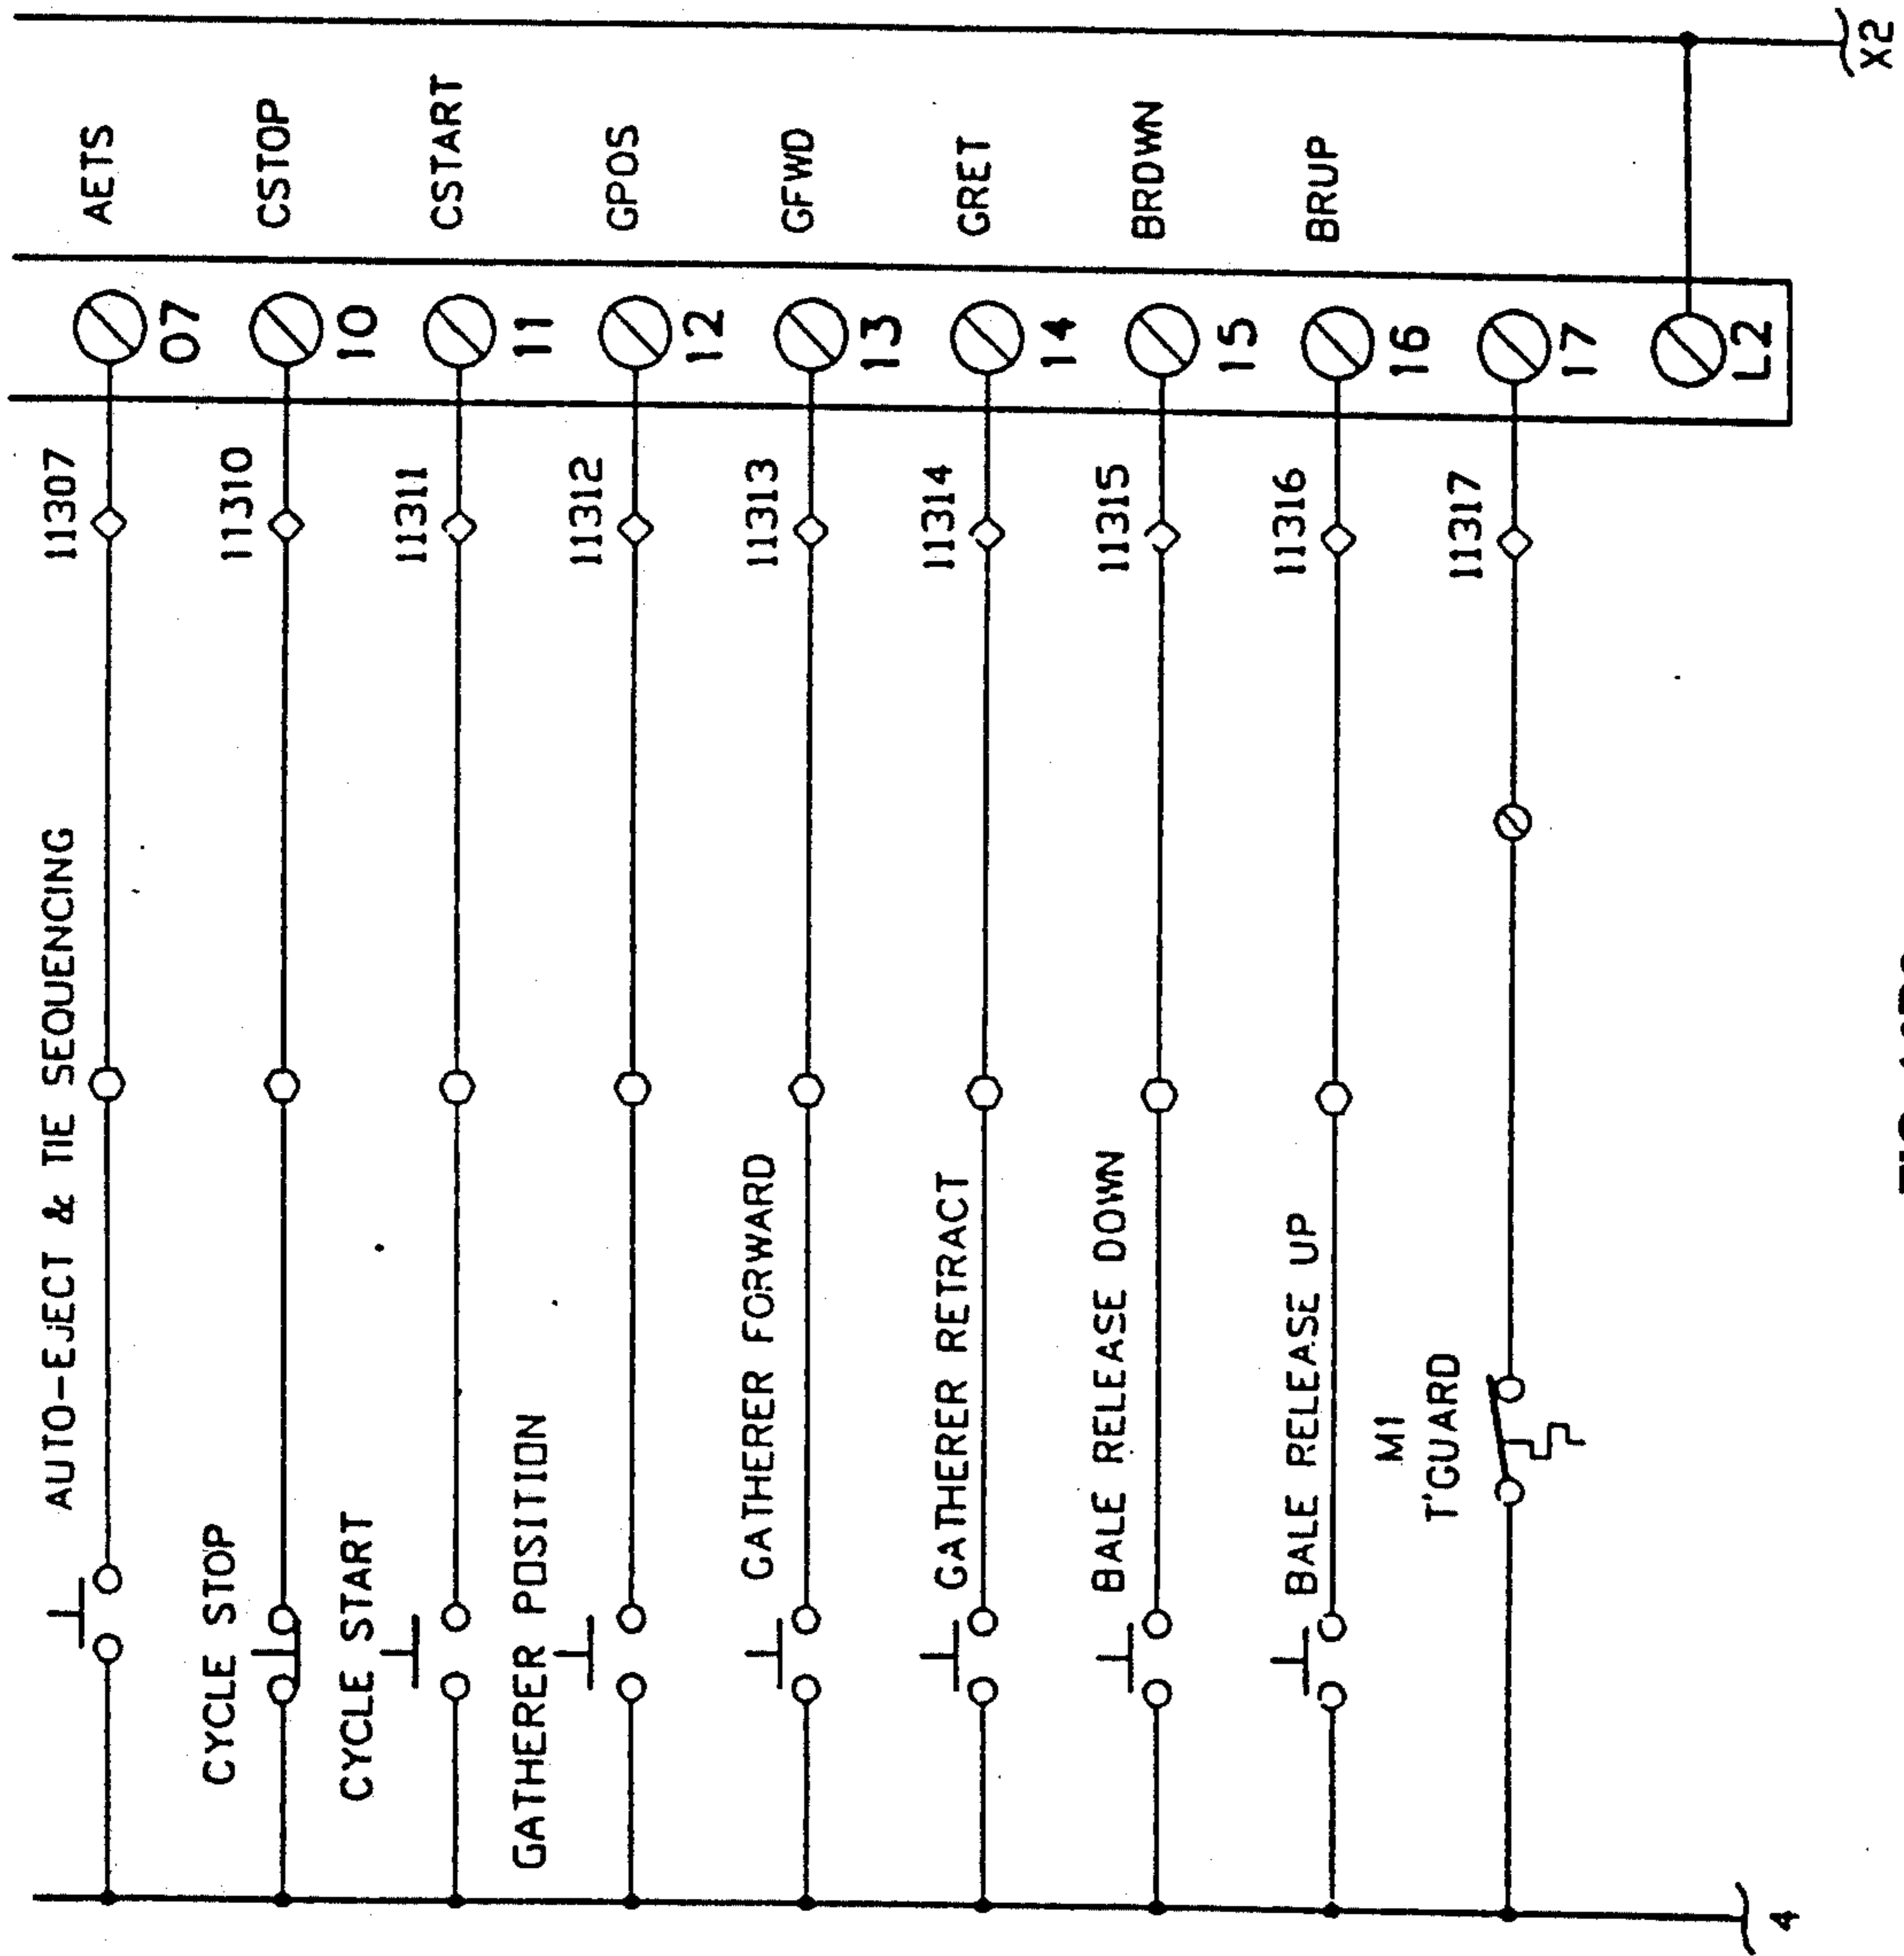 AUTO-EJECT & TIE SEQUENCING
11307
07
AETS
CYCLE STOP
11310
10
CSTOP
CYCLE START
11311
11
CSTART
GATHERER POSITION
11312
12
GPOS
GATHERER FORWARD
11313
13
GFWD
GATHERER RETRACT
11314
14
GRET
BALE RELEASE DOWN
11315
15
BRDWN
BALE RELEASE UP
11316
16
BRUP
M1
T'GUARD
11317
17
L2
4
X2